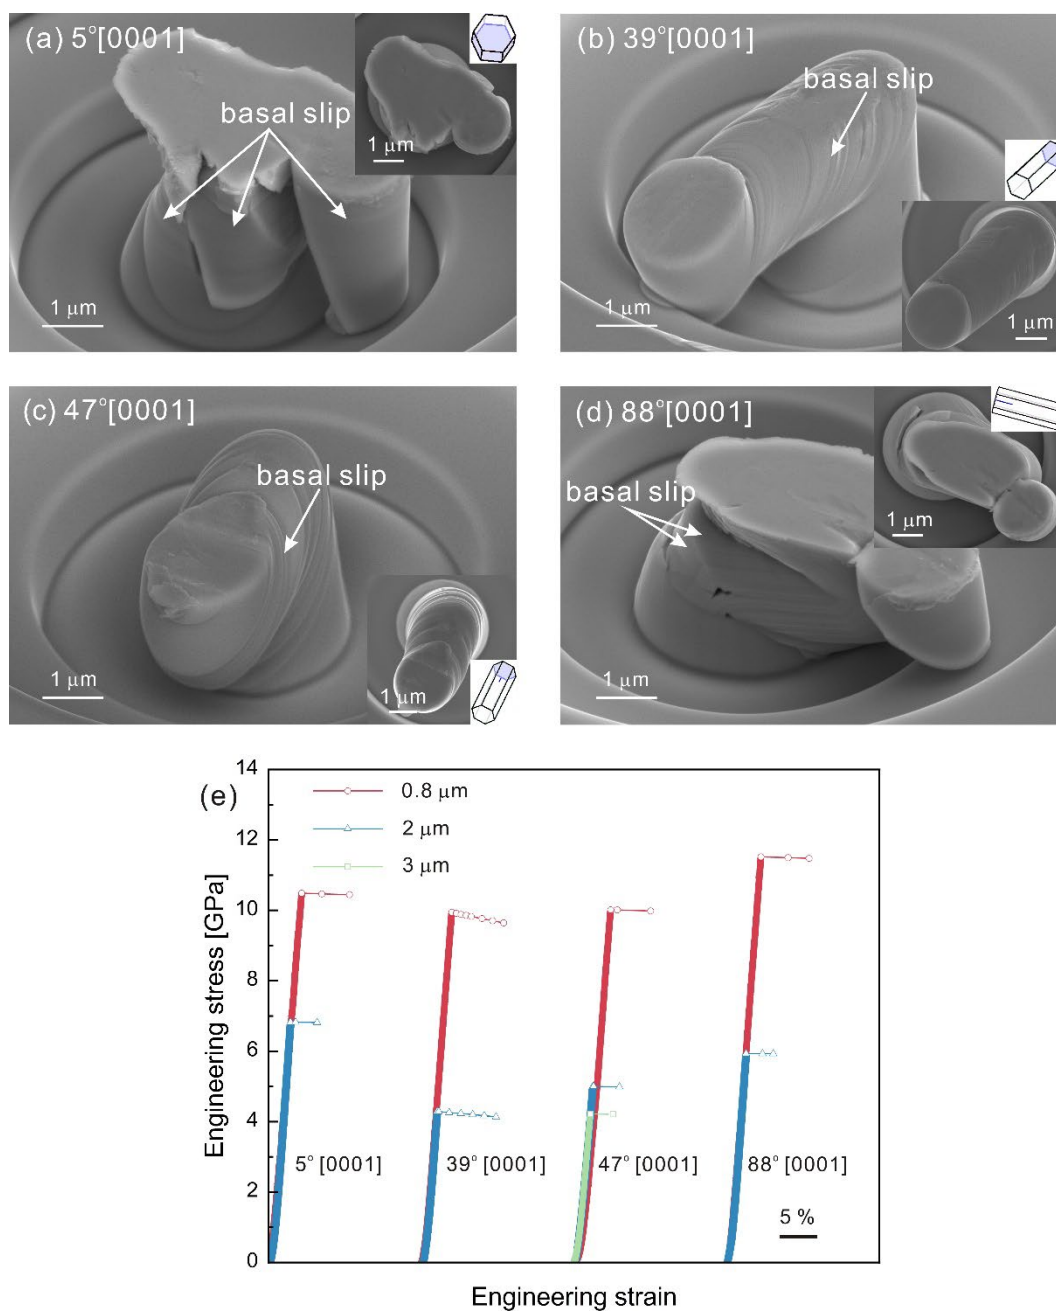 (a) 5°[0001]
basal slip
1 μm
1 μm
(b) 39°[0001]
basal slip
1 μm
1 μm
(c) 47°[0001]
basal slip
1 μm
1 μm
(d) 88°[0001]
basal slip
1 μm
1 μm
(e)
14
12
10
8
6
4
2
0
Engineering stress [GPa]
0.8 μm
2 μm
3 μm
5° [0001]
39° [0001]
47° [0001]
88° [0001]
5 %
Engineering strain